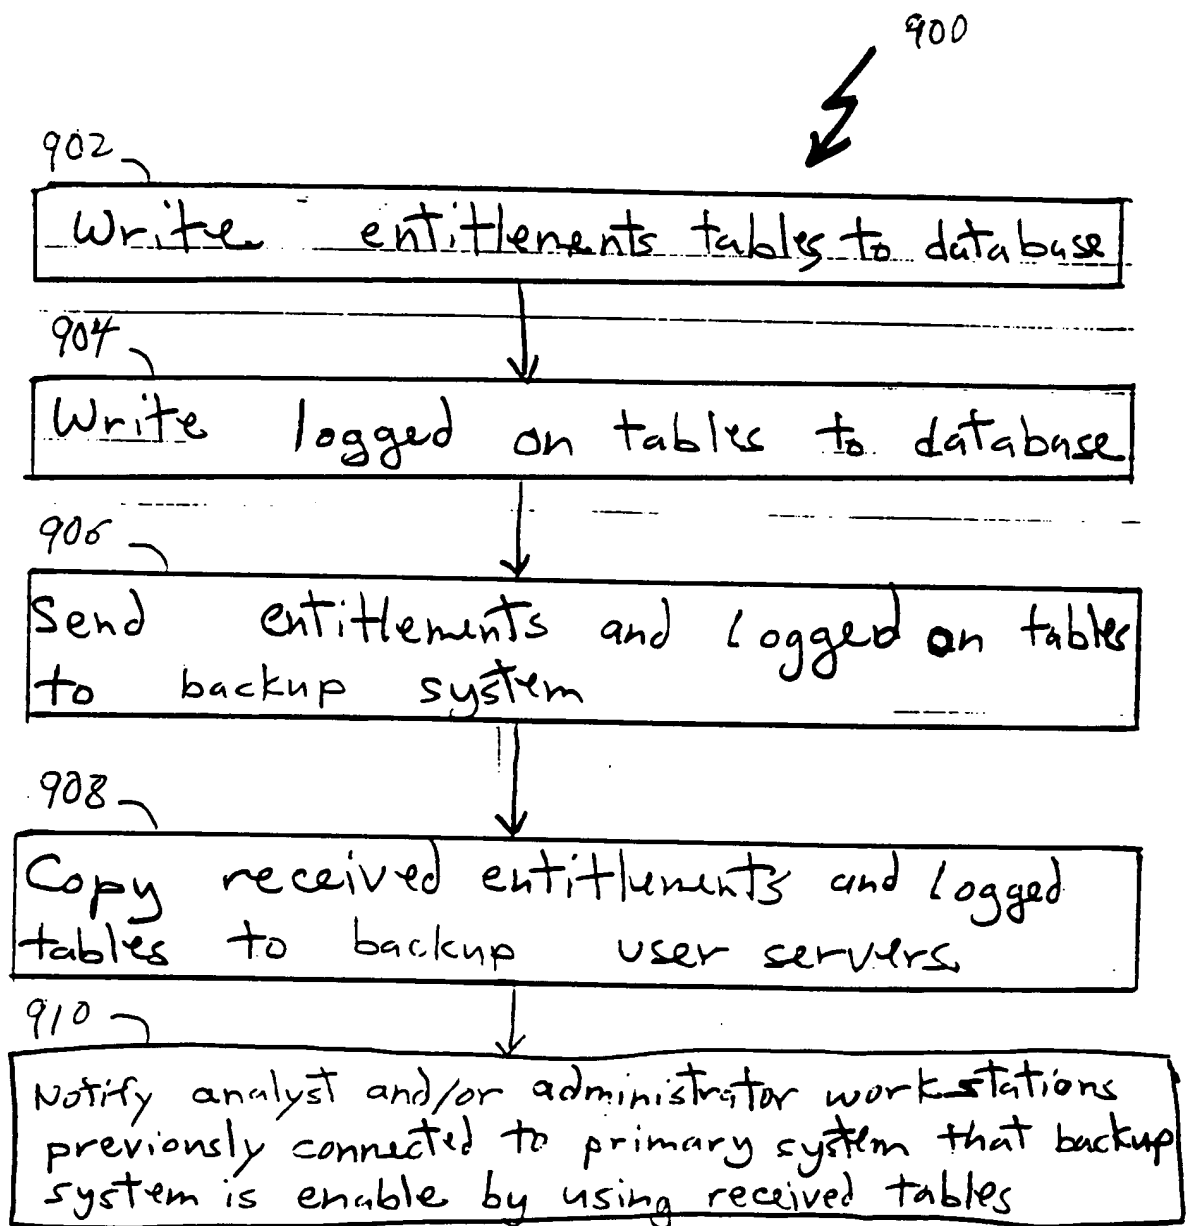 900
902
Write entitlements tables to database
904
Write logged on tables to database
906
Send entitlements and logged on tables
to backup system
908
Copy received entitlements and logged
tables to backup user servers.
910
Notify analyst and/or administrator workstations
previously connected to primary system that backup
system is enable by using received tables